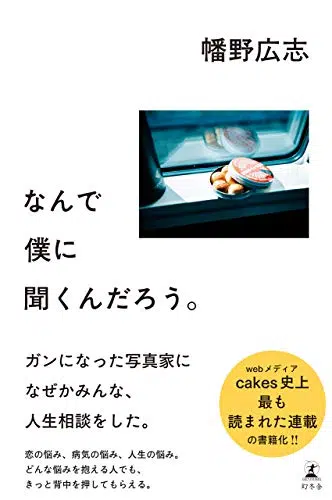 幡野広志
なんで
僕に
聞くんだろう。
ガンになった写真家に
なぜかみんな、
人生相談をした。
恋の悩み、病気の悩み、人生の悩み。
どんな悩みを抱える人でも、
きっと背中を押してもらえる。
webメディア
cakes史上
最も
読まれた連載
の書籍化!!
幻冬舎